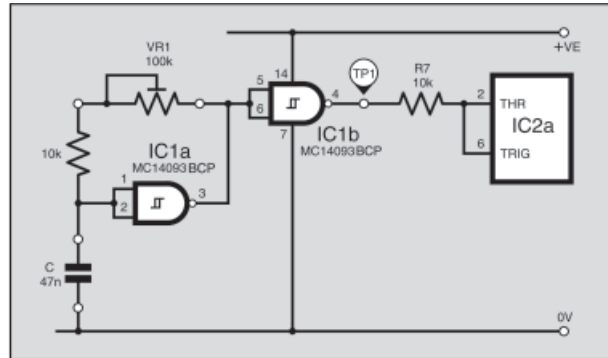 VR1
100k
+VE
14
5
6
4
TP1
R7
10k
2
THR
IC2a
6
TRIG
7
IC1b
MC14093BCP
10k
IC1a
MC14093BCP
1
2
3
C
47n
0V